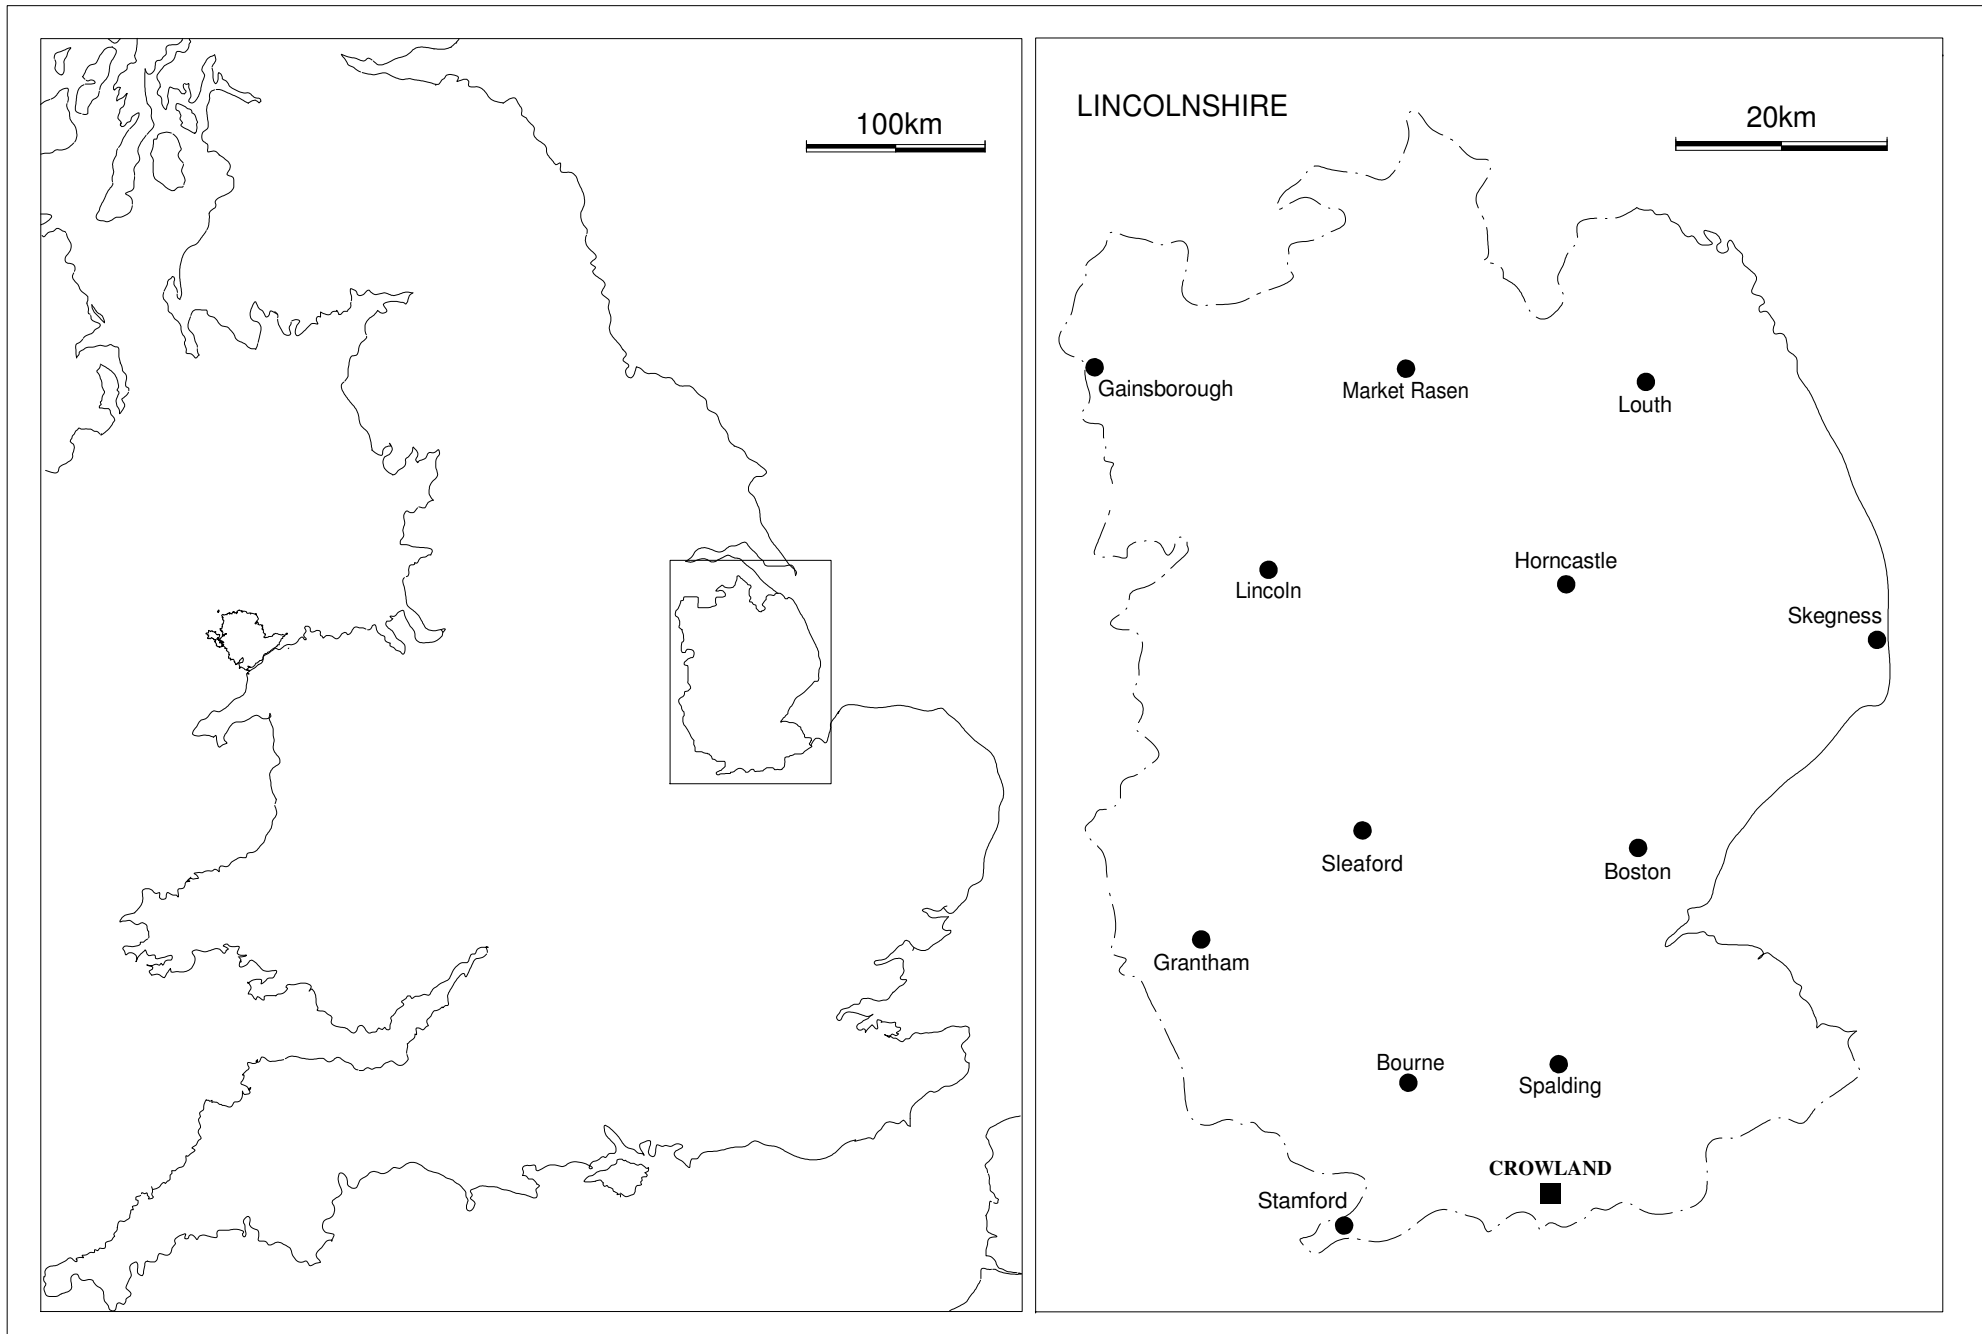 100km
LINCOLNSHIRE
20km
Gainsborough
Market Rasen
Louth
Lincoln
Horncastle
Skegness
Sleaford
Boston
Grantham
Bourne
Spalding
CROWLAND
Stamford